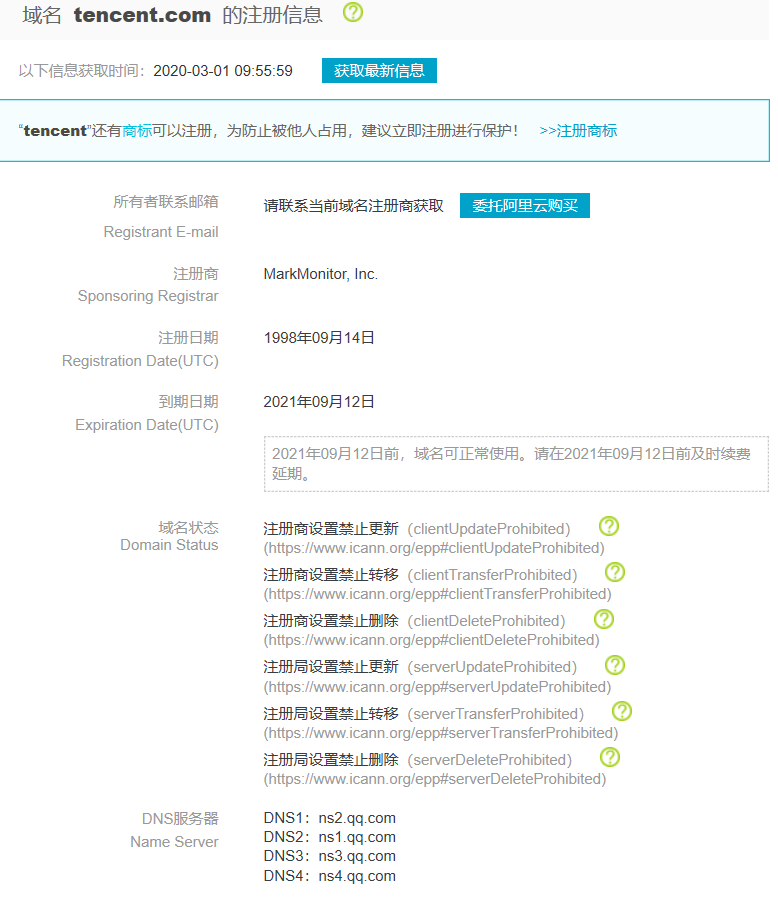 域名 tencent.com 的注册信息
以下信息获取时间：2020-03-01 09:55:59 获取最新信息
“tencent”还有商标可以注册，为防止被他人占用，建议立即注册进行保护！ >>注册商标
所有者联系邮箱 请联系当前域名注册商获取 委托阿里云购买
Registrant E-mail
注册商 MarkMonitor, Inc.
Sponsoring Registrar
注册日期 1998年09月14日
Registration Date(UTC)
到期日期 2021年09月12日
Expiration Date(UTC)
2021年09月12日前，域名可正常使用。请在2021年09月12日前及时续费
延期。
域名状态 注册商设置禁止更新（clientUpdateProhibited）
Domain Status (https://www.icann.org/epp#clientUpdateProhibited)
注册商设置禁止转移（clientTransferProhibited）
(https://www.icann.org/epp#clientTransferProhibited)
注册商设置禁止删除（clientDeleteProhibited）
(https://www.icann.org/epp#clientDeleteProhibited)
注册局设置禁止更新（serverUpdateProhibited）
(https://www.icann.org/epp#serverUpdateProhibited)
注册局设置禁止转移（serverTransferProhibited）
(https://www.icann.org/epp#serverTransferProhibited)
注册局设置禁止删除（serverDeleteProhibited）
(https://www.icann.org/epp#serverDeleteProhibited)
DNS服务器 DNS1：ns2.qq.com
Name Server DNS2：ns1.qq.com
DNS3：ns3.qq.com
DNS4：ns4.qq.com